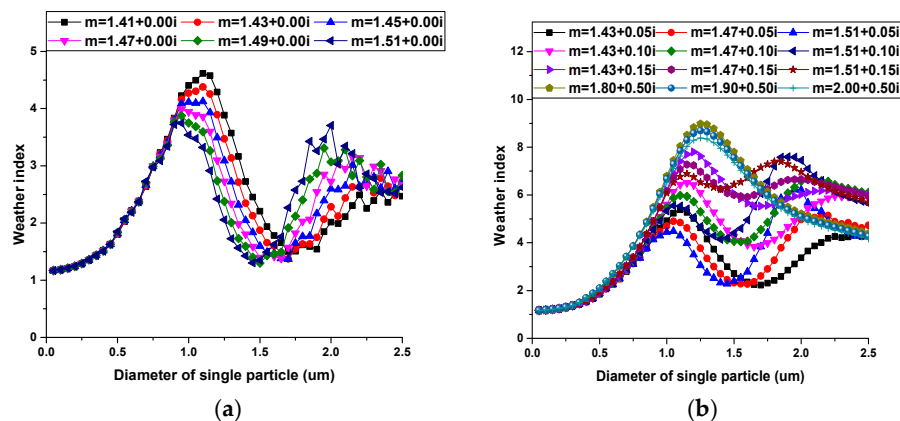 m=1.41+0.00i m=1.43+0.00i m=1.45+0.00i
m=1.47+0.00i m=1.49+0.00i m=1.51+0.00i
5
4
3
2
1
0
Weather index
0.0 0.5 1.0 1.5 2.0 2.5
Diameter of single particle (um)
(a)
m=1.43+0.05i m=1.47+0.05i m=1.51+0.05i
m=1.43+0.10i m=1.47+0.10i m=1.51+0.10i
m=1.43+0.15i m=1.47+0.15i m=1.51+0.15i
m=1.80+0.50i m=1.90+0.50i m=2.00+0.50i
12
10
8
6
4
2
0
Weather index
0.0 0.5 1.0 1.5 2.0 2.5
Diameter of single particle (um)
(b)